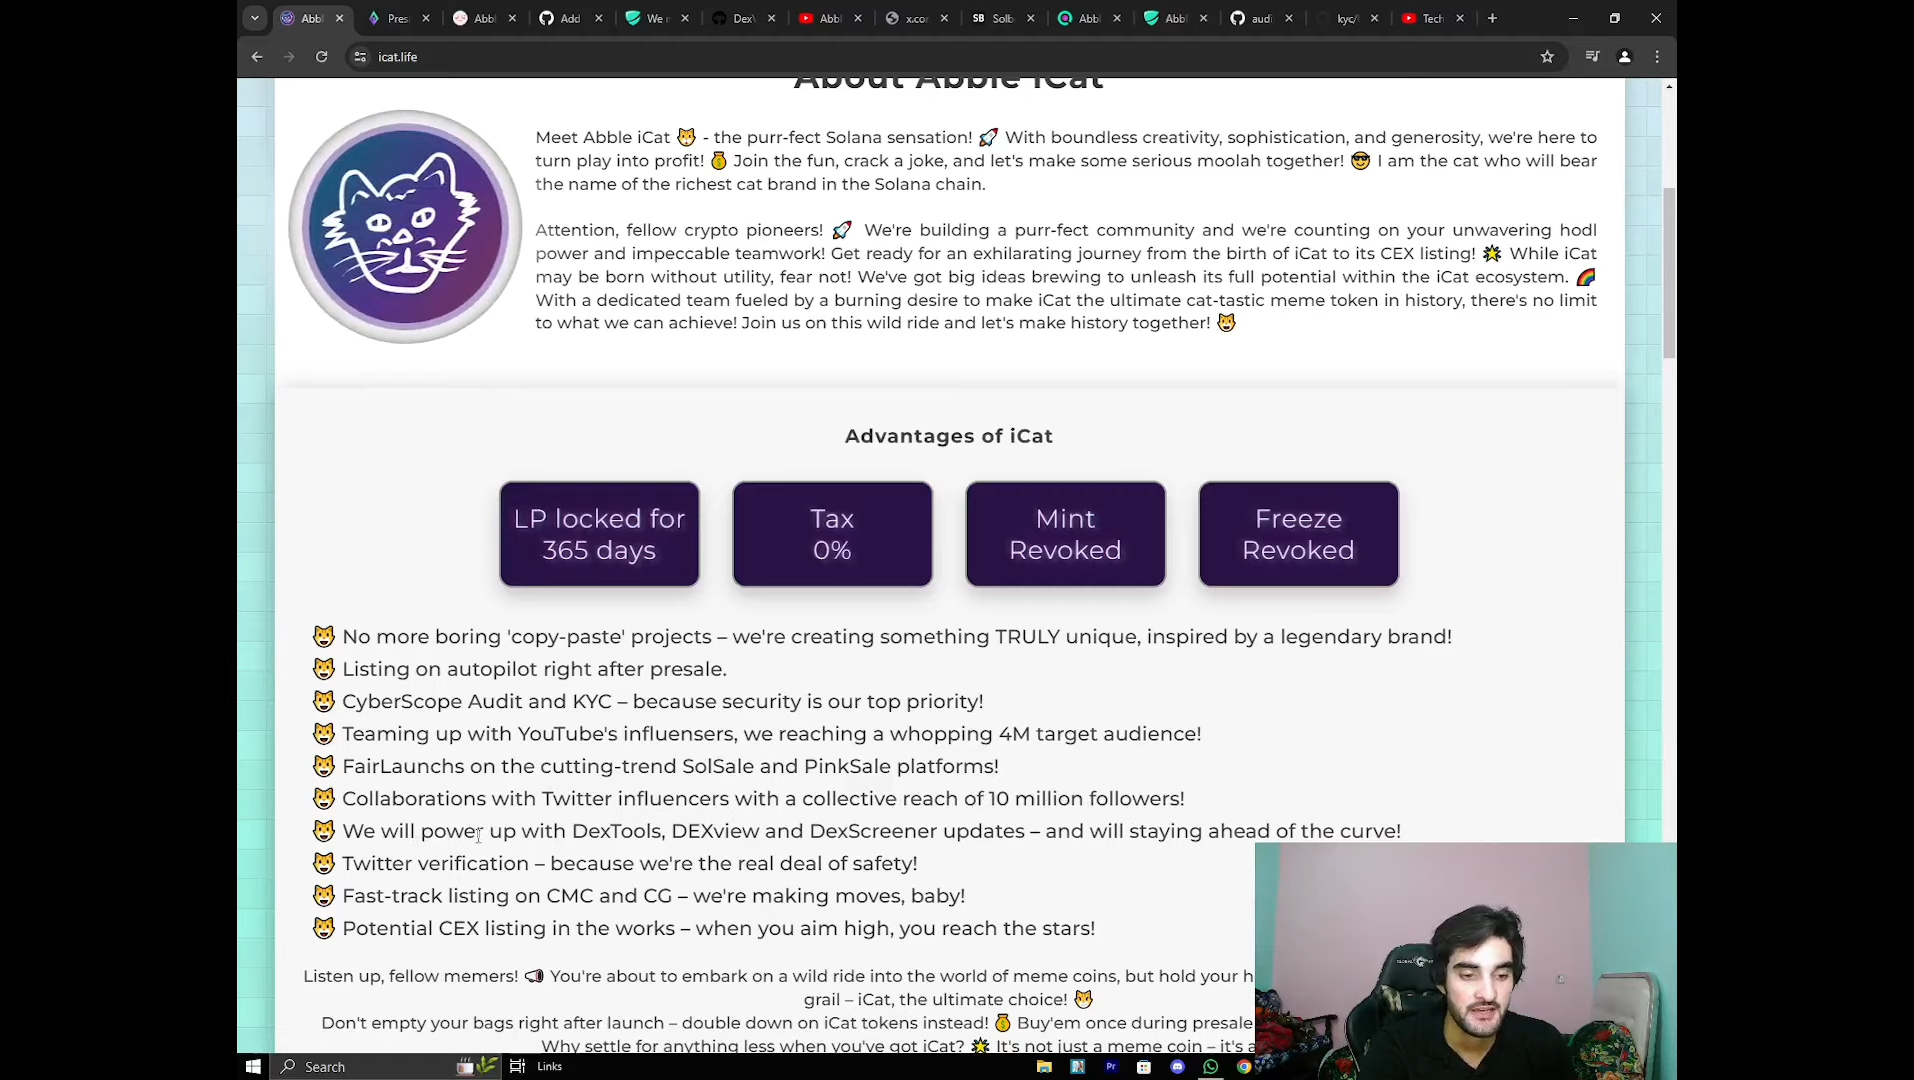 Abbl
Pres
Abbl
Add
We r
DexV
Abbl
x.cor
SB Solb
Abbl
Abbl
audi
kyc/
Tech
icat.life
About Abble iCat
Meet Abble iCat 🐱 - the purr-fect Solana sensation! 🚀 With boundless creativity, sophistication, and generosity, we're here to
turn play into profit! 💰 Join the fun, crack a joke, and let's make some serious moolah together! 😎 I am the cat who will bear
the name of the richest cat brand in the Solana chain.
Attention, fellow crypto pioneers! 🚀 We're building a purr-fect community and we're counting on your unwavering hodl
power and impeccable teamwork! Get ready for an exhilarating journey from the birth of iCat to its CEX listing! 🌟 While iCat
may be born without utility, fear not! We've got big ideas brewing to unleash its full potential within the iCat ecosystem. 🌈
With a dedicated team fueled by a burning desire to make iCat the ultimate cat-tastic meme token in history, there's no limit
to what we can achieve! Join us on this wild ride and let's make history together! 🐱
Advantages of iCat
LP locked for
365 days
Tax
0%
Mint
Revoked
Freeze
Revoked
🐱 No more boring 'copy-paste' projects – we're creating something TRULY unique, inspired by a legendary brand!
🐱 Listing on autopilot right after presale.
🐱 CyberScope Audit and KYC – because security is our top priority!
🐱 Teaming up with YouTube's influensers, we reaching a whopping 4M target audience!
🐱 FairLaunchs on the cutting-trend SolSale and PinkSale platforms!
🐱 Collaborations with Twitter influencers with a collective reach of 10 million followers!
🐱 We will power up with DexTools, DEXview and DexScreener updates – and will staying ahead of the curve!
🐱 Twitter verification – because we're the real deal of safety!
🐱 Fast-track listing on CMC and CG – we're making moves, baby!
🐱 Potential CEX listing in the works – when you aim high, you reach the stars!
Listen up, fellow memers! 📢 You're about to embark on a wild ride into the world of meme coins, but hold your h
grail – iCat, the ultimate choice! 🐱
Don't empty your bags right after launch – double down on iCat tokens instead! 💰 Buy'em once during presale
Why settle for anything less when you've got iCat? 🌟 It's not just a meme coin – it's a
Search
Links